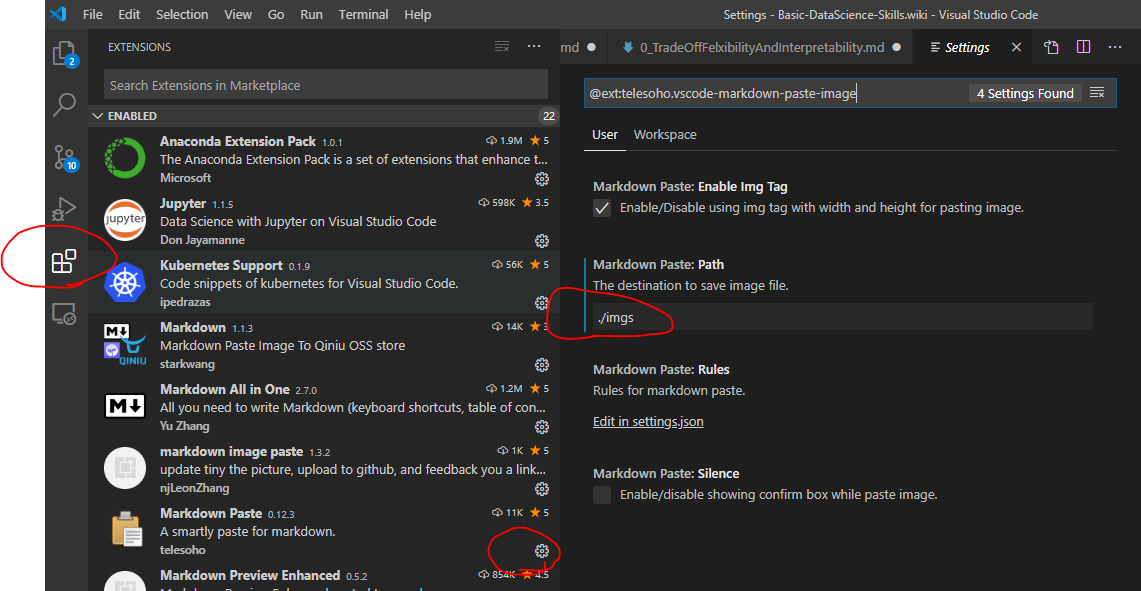 File Edit Selection View Go Run Terminal Help
Settings - Basic-DataScience-Skills.wiki - Visual Studio Code
EXTENSIONS
Search Extensions in Marketplace
ENABLED 22
Anaconda Extension Pack 1.0.1 1.9M 5
The Anaconda Extension Pack is a set of extensions that enhance t...
Microsoft
jupyter
Jupyter 1.1.5 598K 3.5
Data Science with Jupyter on Visual Studio Code
Don Jayamanne
Kubernetes Support 0.1.9 56K 5
Code snippets of kubernetes for Visual Studio Code.
ipedrazas
M
QINIU
Markdown 1.1.3 14K
Markdown Paste Image To Qiniu OSS store
starkwang
M
Markdown All in One 2.7.0 1.2M 5
All you need to write Markdown (keyboard shortcuts, table of con...
Yu Zhang
markdown image paste 1.3.2 1K 5
update tiny the picture, upload to github, and feedback you a link...
njLeonZhang
Markdown Paste 0.12.3 11K 5
A smartly paste for markdown.
telesoho
Markdown Preview Enhanced 0.5.2 854K 4.5
2
10
md
0_TradeOffFelxibilityAndInterpretability.md
Settings
@ext:telesoho.vscode-markdown-paste-image 4 Settings Found
User Workspace
Markdown Paste: Enable Img Tag
Enable/Disable using img tag with width and height for pasting image.
Markdown Paste: Path
The destination to save image file.
./imgs
Markdown Paste: Rules
Rules for markdown paste.
Edit in settings.json
Markdown Paste: Silence
Enable/disable showing confirm box while paste image.